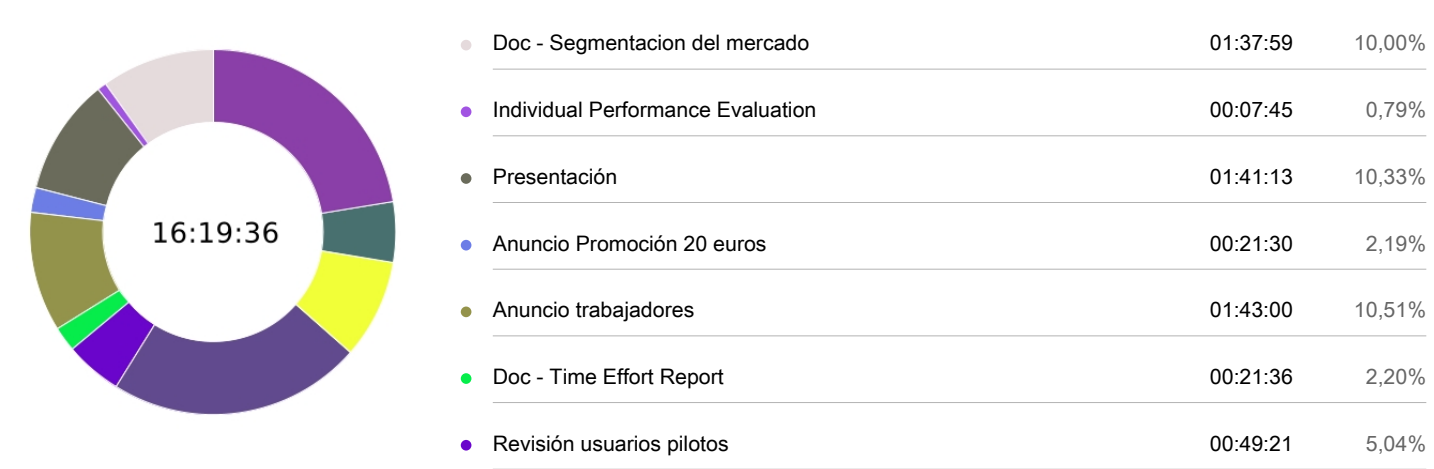 Doc - Segmentacion del mercado 01:37:59 10,00%
Individual Performance Evaluation 00:07:45 0,79%
Presentación 01:41:13 10,33%
16:19:36
Anuncio Promoción 20 euros 00:21:30 2,19%
Anuncio trabajadores 01:43:00 10,51%
Doc - Time Effort Report 00:21:36 2,20%
Revisión usuarios pilotos 00:49:21 5,04%